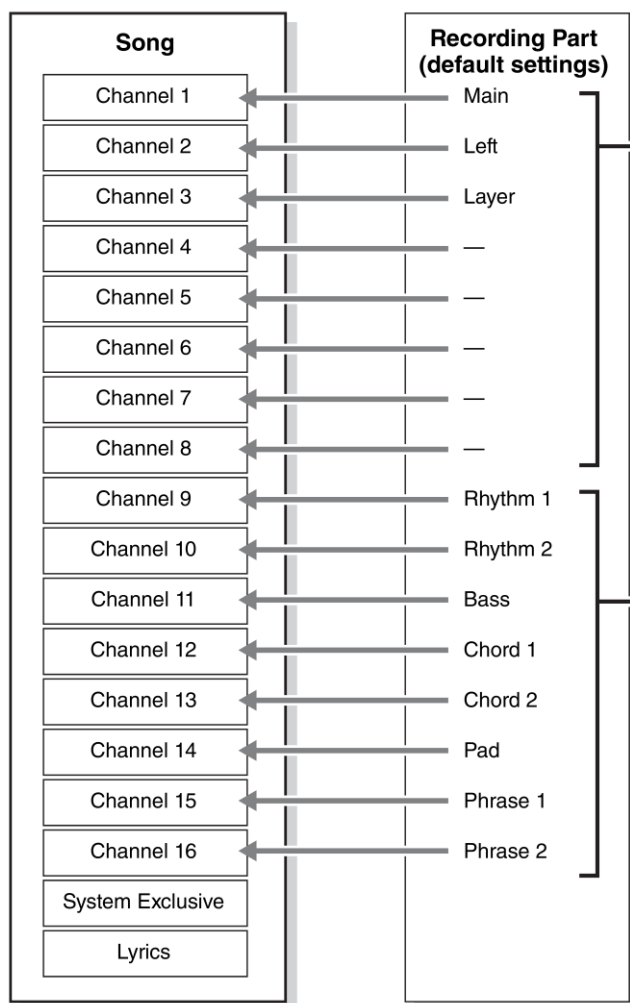 Song
Recording Part
(default settings)
Channel 1
Main
Channel 2
Left
Channel 3
Layer
Channel 4
—
Channel 5
—
Channel 6
—
Channel 7
—
Channel 8
—
Channel 9
Rhythm 1
Channel 10
Rhythm 2
Channel 11
Bass
Channel 12
Chord 1
Channel 13
Chord 2
Channel 14
Pad
Channel 15
Phrase 1
Channel 16
Phrase 2
System Exclusive
Lyrics